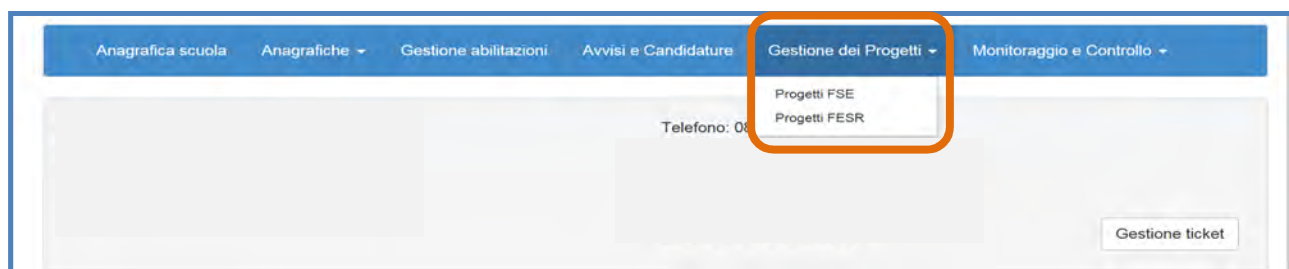 Anagrafica scuola Anagrafiche Gestione abilitazioni Avvisi e Candidature Gestione dei Progetti Monitoraggio e Controllo
Progetti FSE
Progetti FESR
Telefono: 08
Gestione ticket